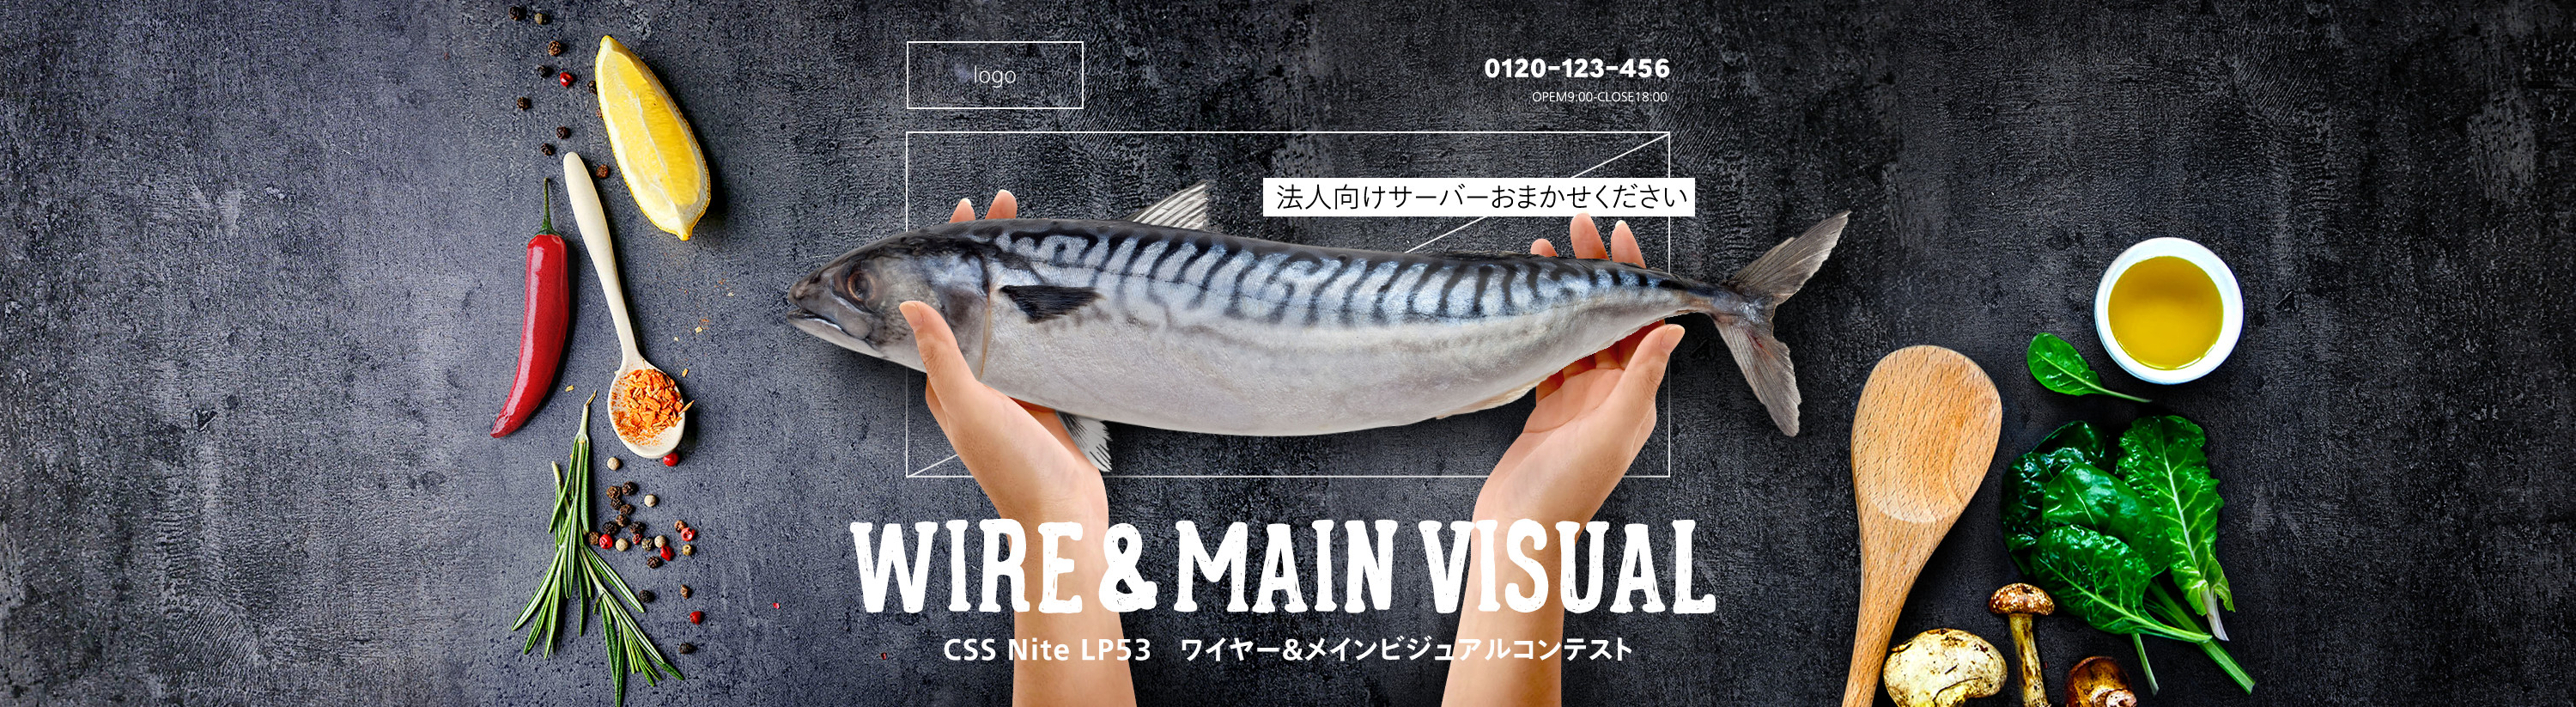 logo
0120-123-456
OPEM9:00-CLOSE18:00
法人向けサーバーおまかせください
WIRE & MAIN VISUAL
CSS Nite LP53　ワイヤー&メインビジュアルコンテスト